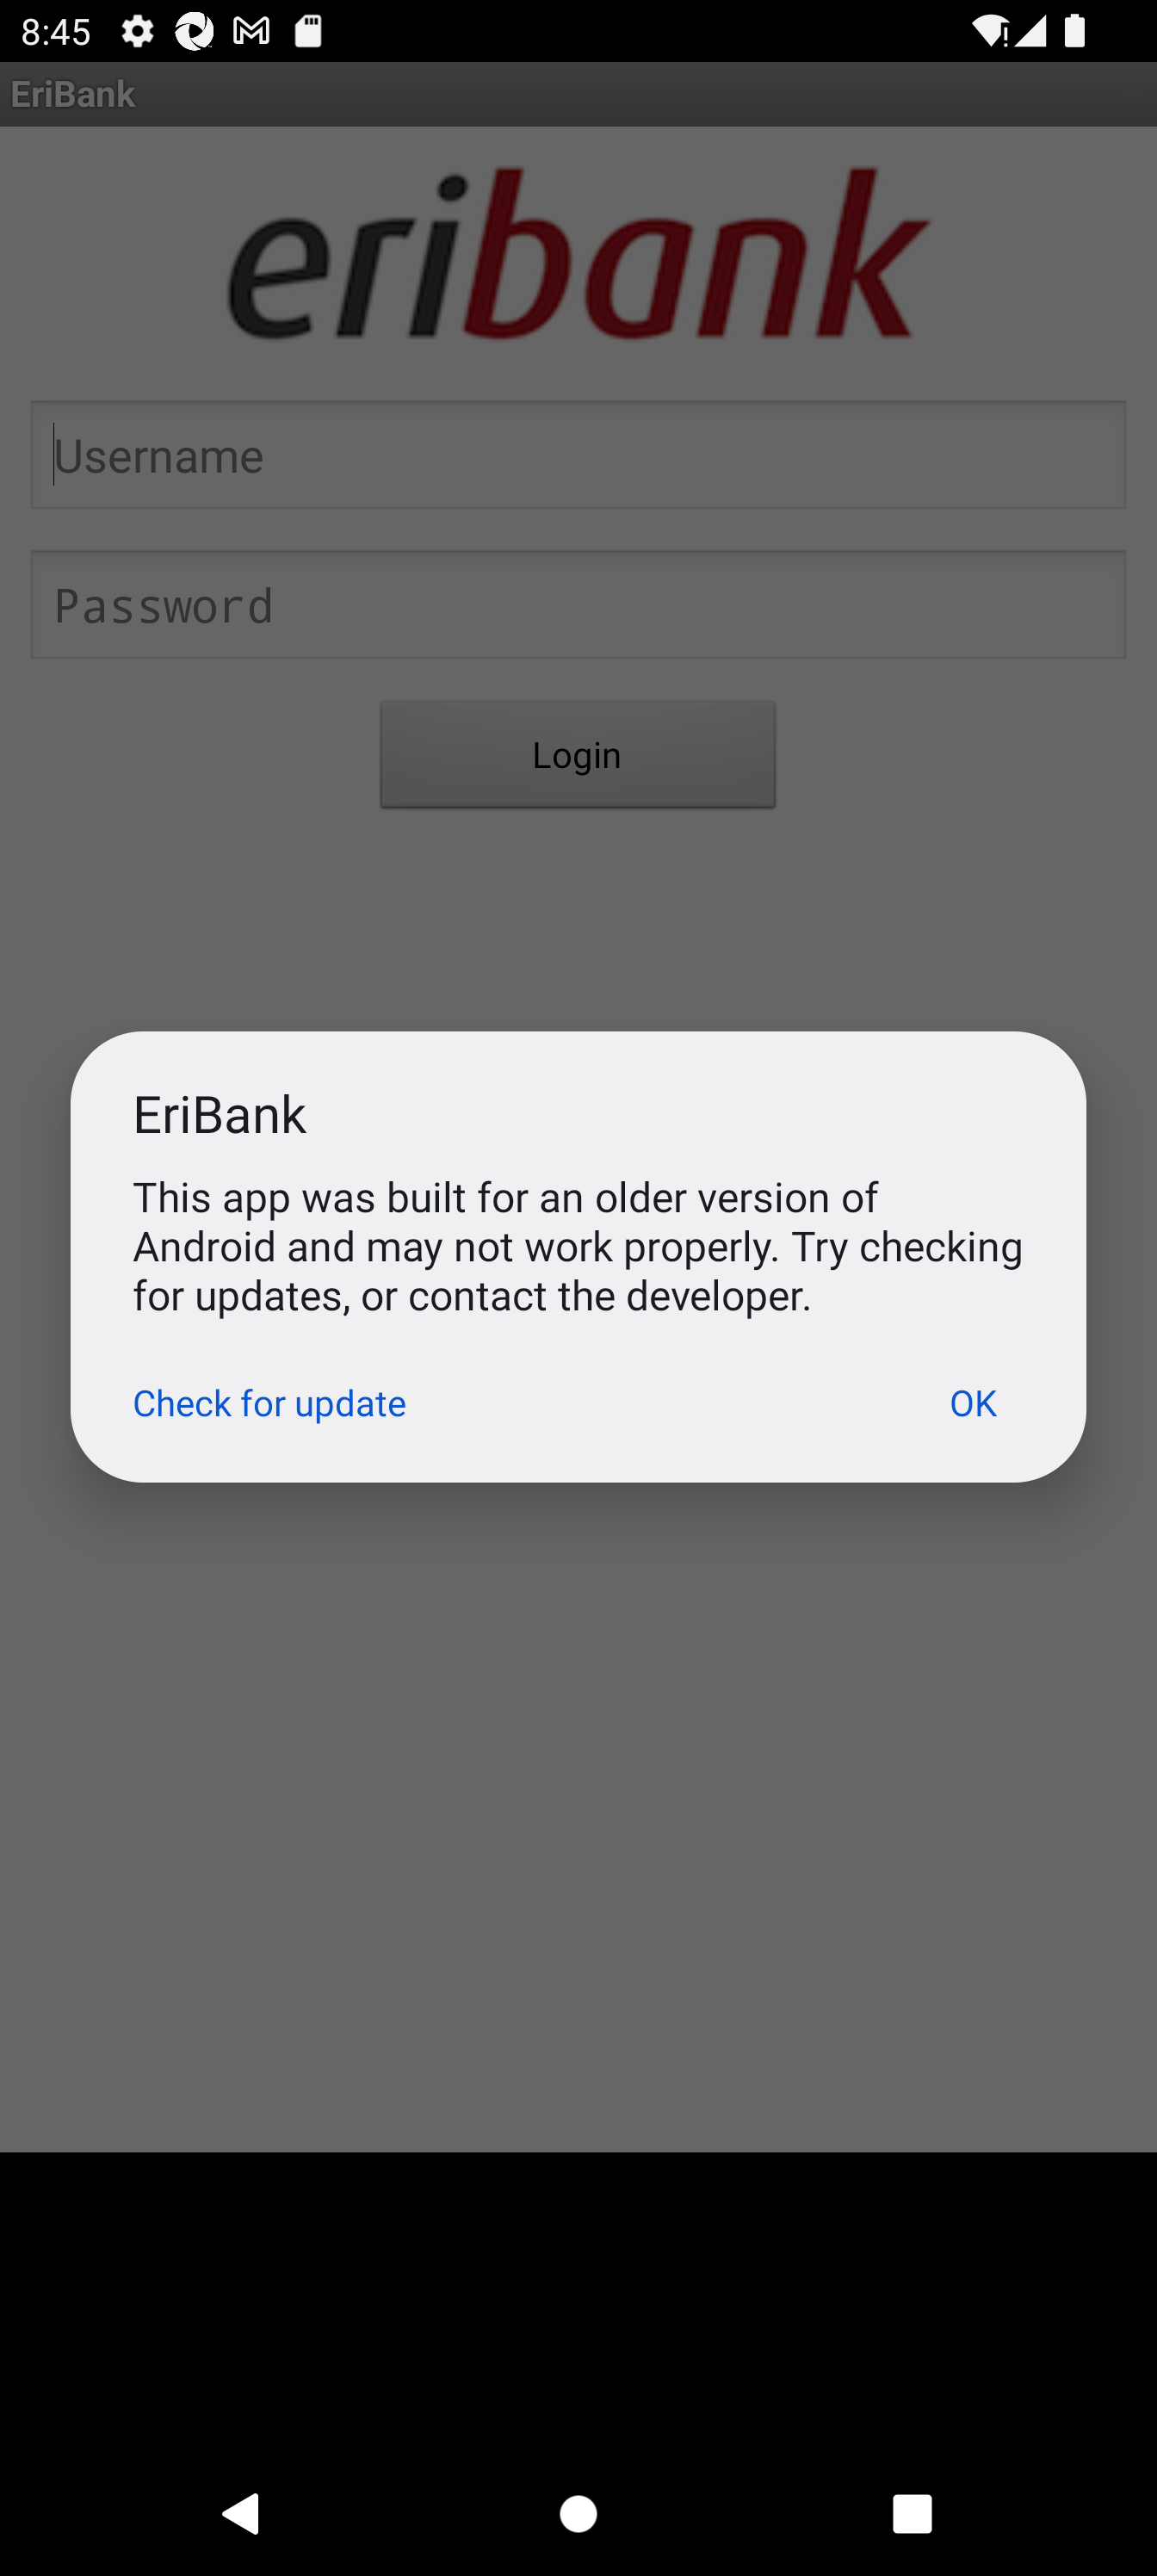 8:45
EriBank
eribank
Username
Password
Login
EriBank
This app was built for an older version of
Android and may not work properly. Try checking
for updates, or contact the developer.
Check for update
OK